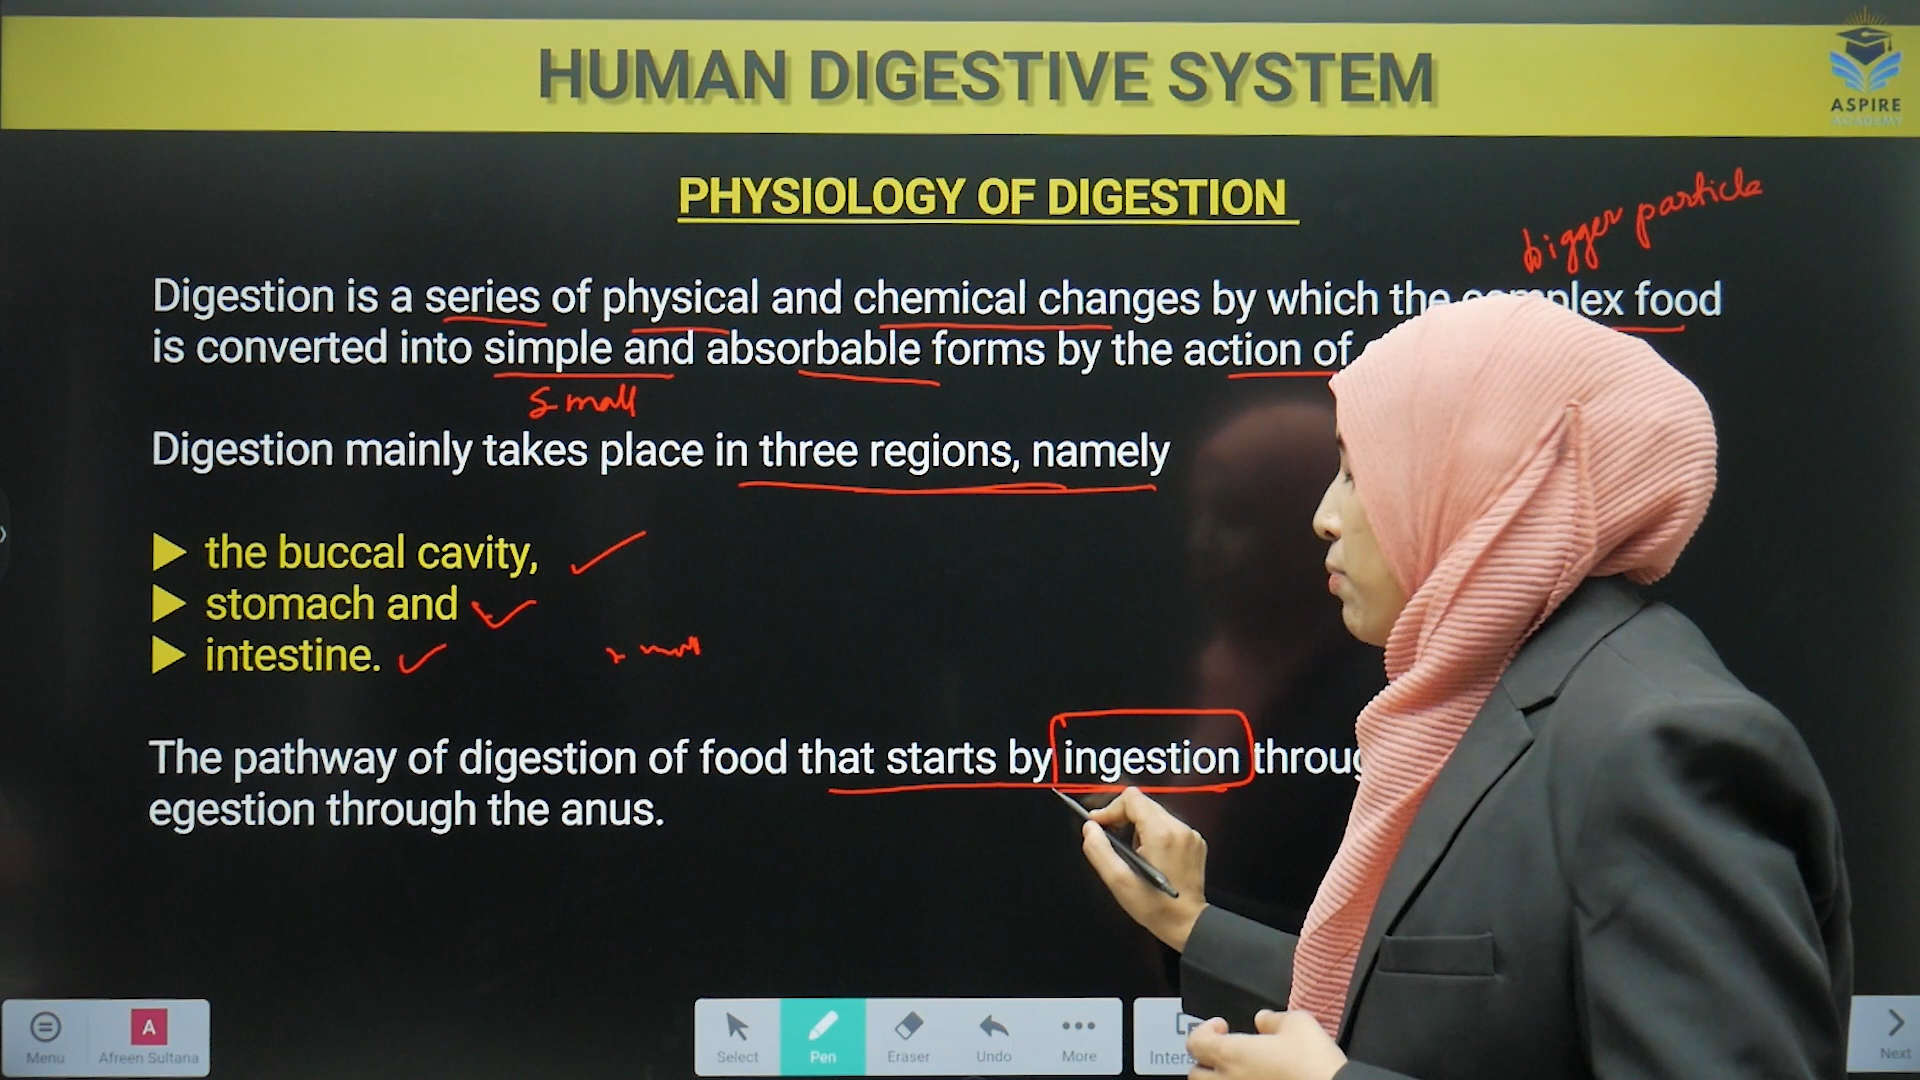 HUMAN DIGESTIVE SYSTEM
ASPIRE
ACADEMY
PHYSIOLOGY OF DIGESTION
bigger particle
Digestion is a series of physical and chemical changes by which the complex food
is converted into simple and absorbable forms by the action of
small
Digestion mainly takes place in three regions, namely
the buccal cavity,
stomach and
intestine.
The pathway of digestion of food that starts by ingestion
egestion through the anus.
Menu
A
Afreen Sultana
Select
Pen
Eraser
Undo
More
Next